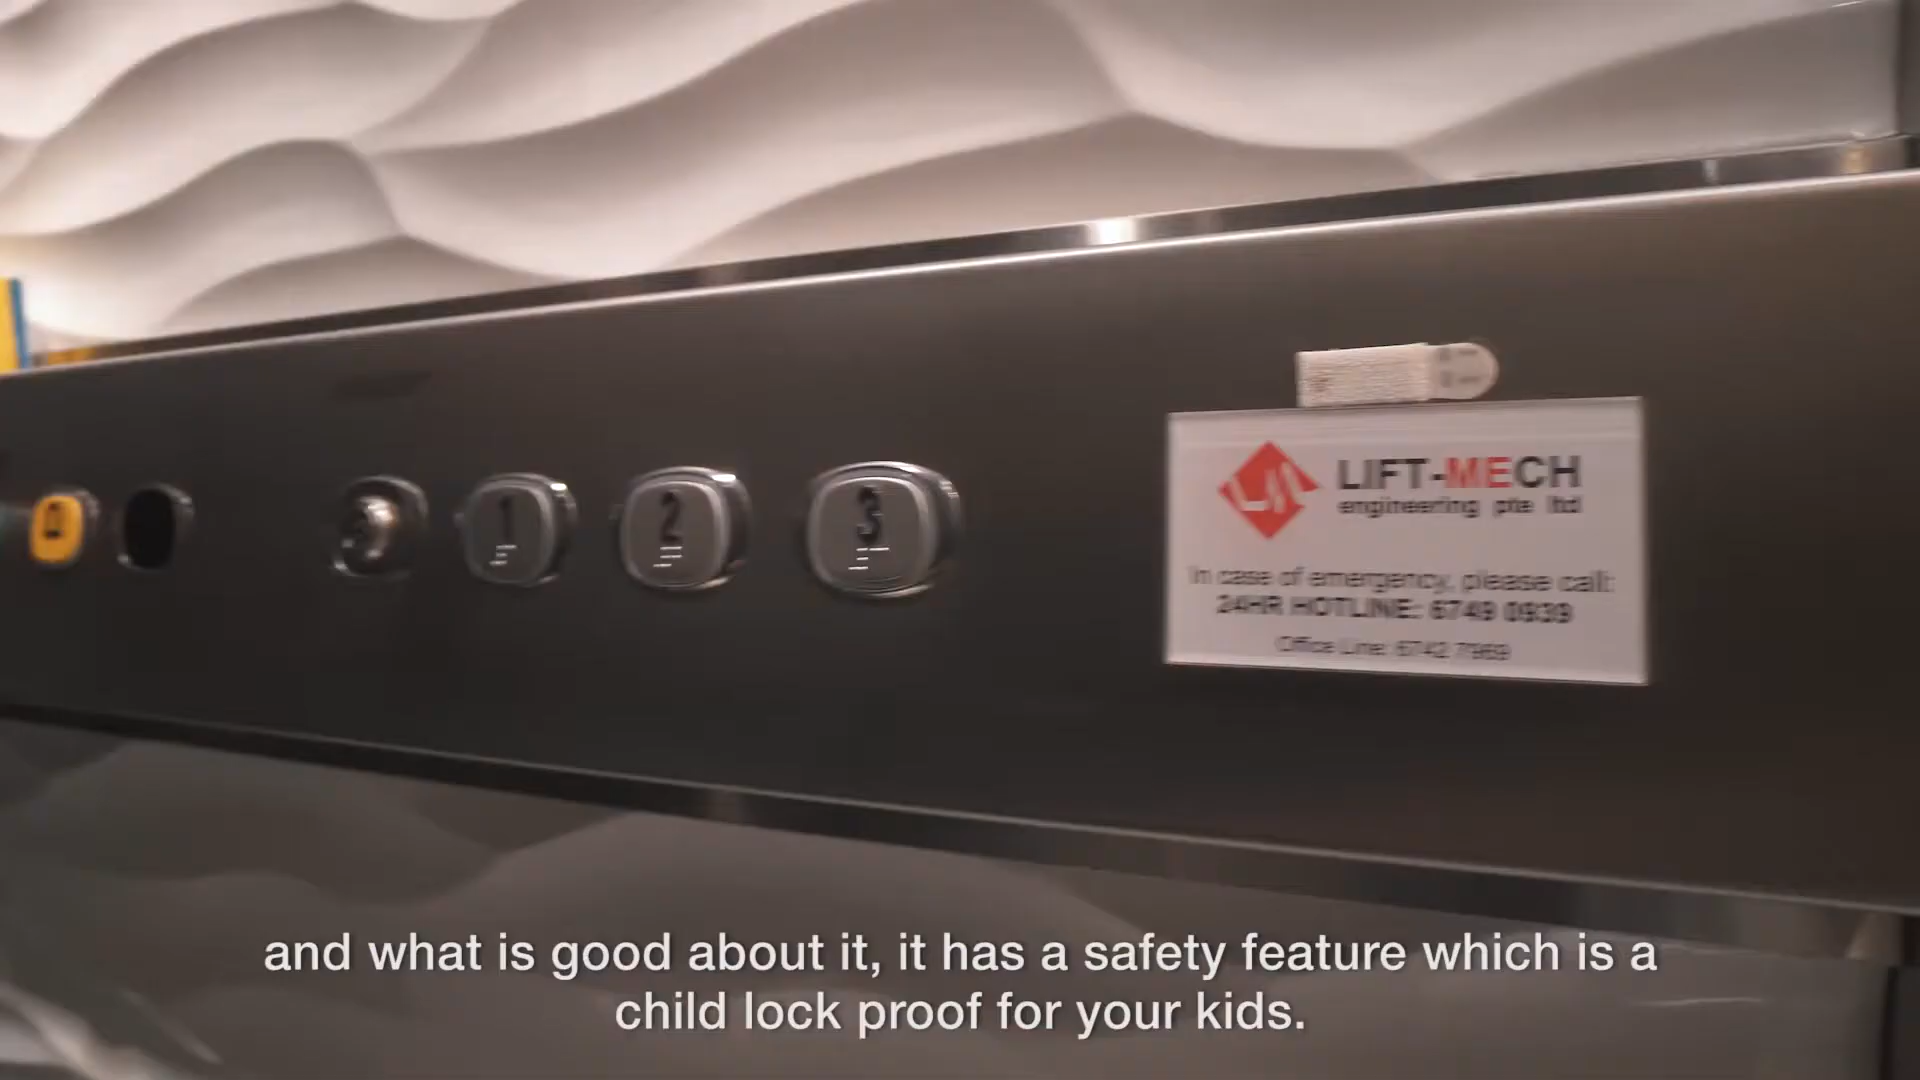 1
2
3
LIFT-MECH
engineering pte ltd
In case of emergency, please call:
24HR HOTLINE: 6749 0939
Office Line: 6742 7969
and what is good about it, it has a safety feature which is a
child lock proof for your kids.